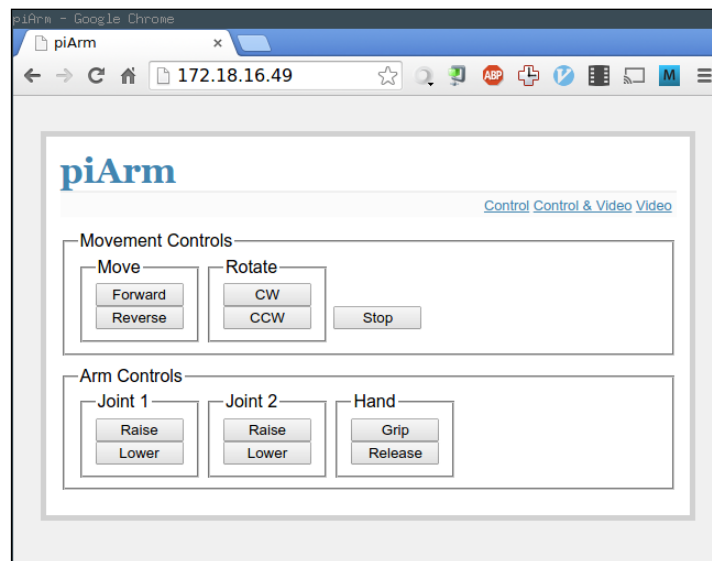 piArm - Google Chrome
piArm
172.18.16.49
ABP
M
piArm
Control Control & Video Video
Movement Controls
Move Rotate
Forward CW
Reverse CCW Stop
Arm Controls
Joint 1 Joint 2 Hand
Raise Raise Grip
Lower Lower Release